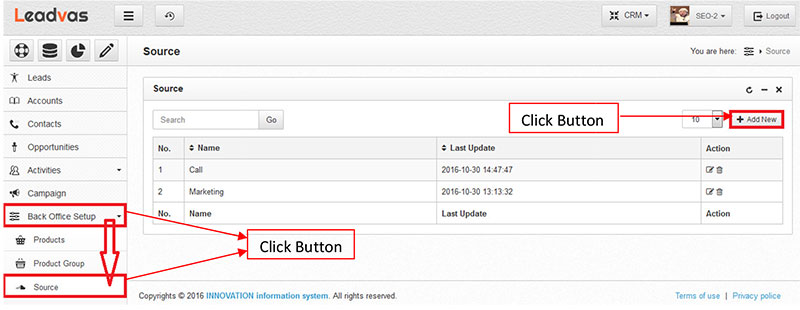 Leadvas
CRM
SEO-2
Logout
Source
You are here: Source
Leads
Accounts
Contacts
Opportunities
Activities
Campaign
Back Office Setup
Products
Product Group
Source
Source
Search
Go
Click Button
10
Add New
No. Name Last Update Action
1 Call 2016-10-30 14:47:47
2 Marketing 2016-10-30 13:13:32
No. Name Last Update Action
Click Button
Copyrights © 2016 INNOVATION information system. All rights reserved.
Terms of use | Privacy policy